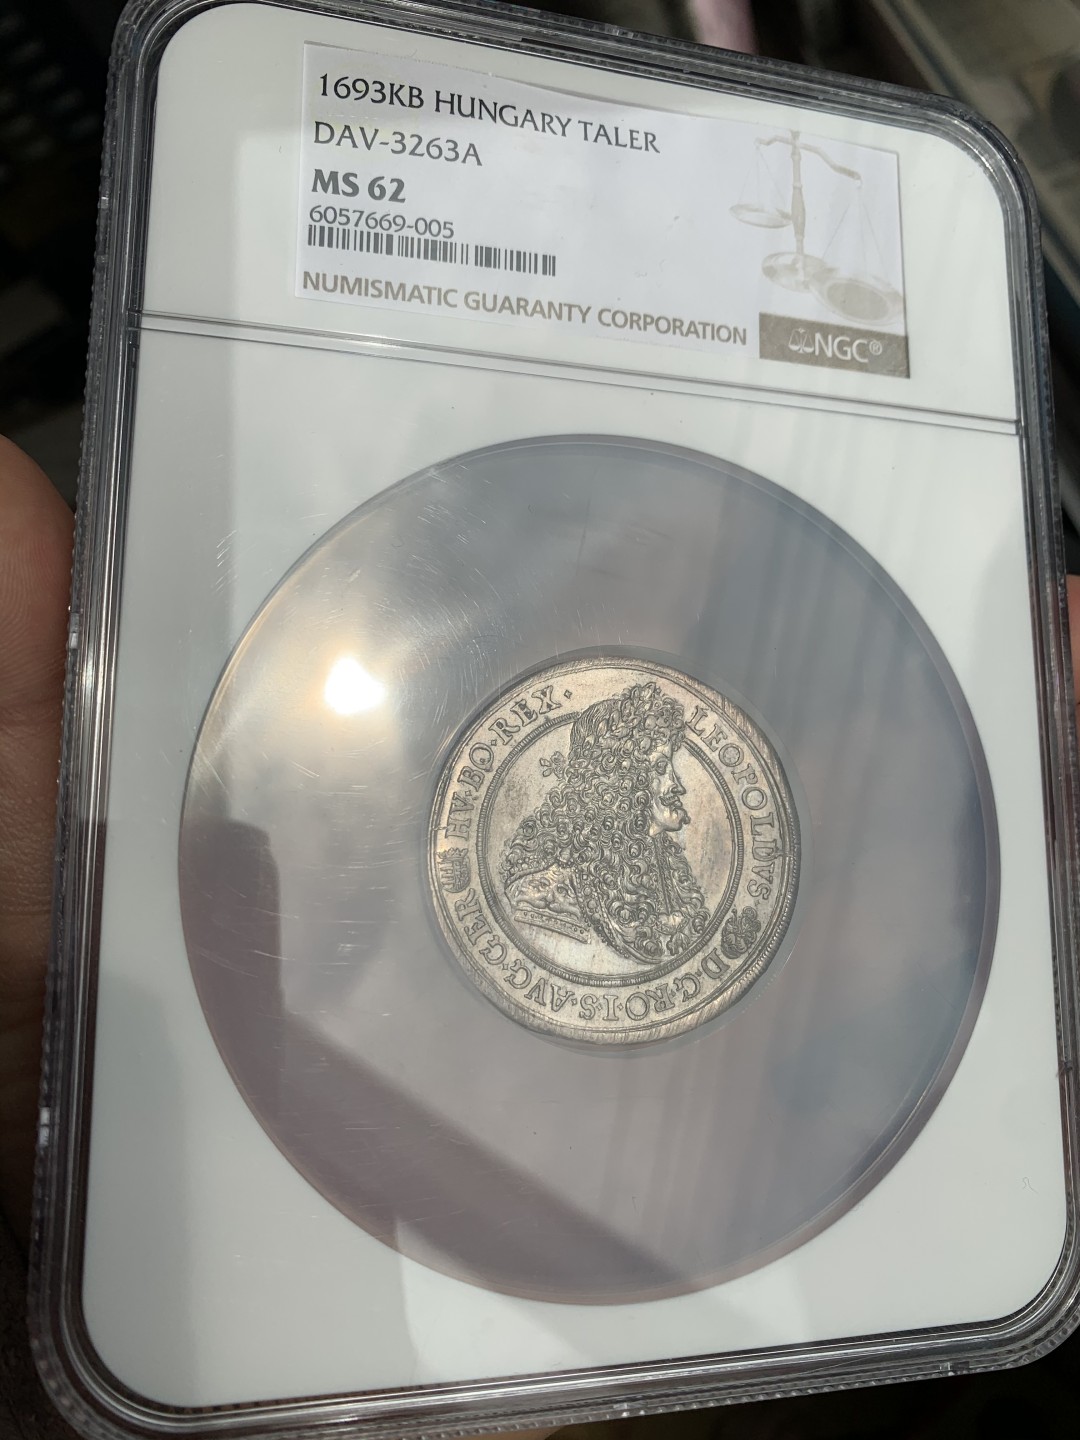 1693KB HUNGARY TALER
DAV-3263A
MS 62
6057669-005
NUMISMATIC GUARANTY CORPORATION
NGC®
LEOPOLDVS·D·G·RO·I·S·AVG·GER HV·BO·REX·